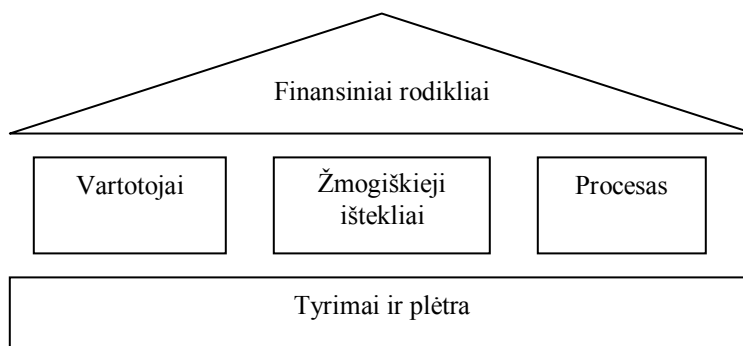 Finansiniai rodikliai
Vartotojai
Žmogiškieji
ištekliai
Procesas
Tyrimai ir plėtra